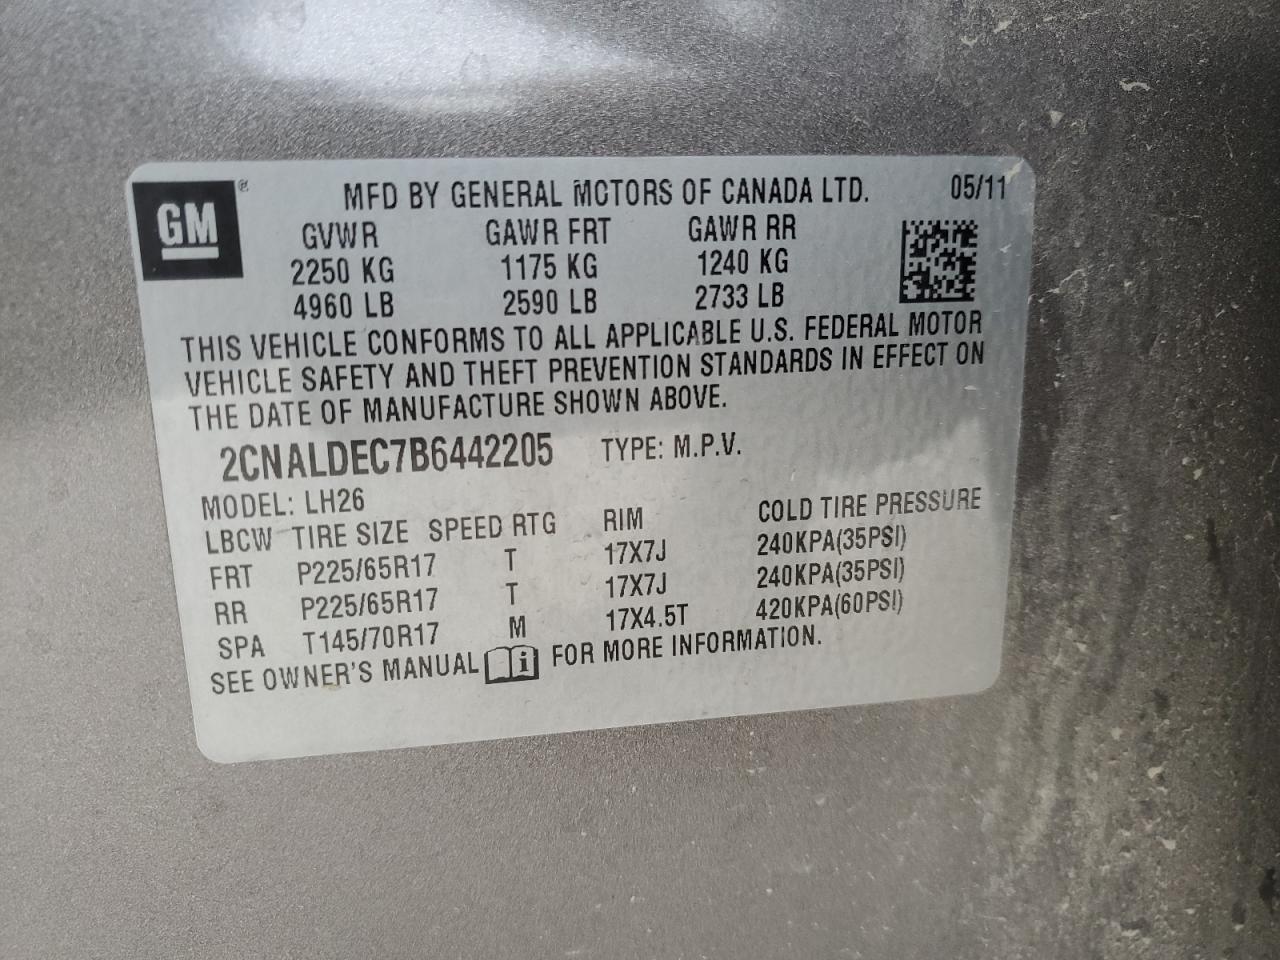 GM ® MFD BY GENERAL MOTORS OF CANADA LTD. 05/11
GVWR GAWR FRT GAWR RR
2250 KG 1175 KG 1240 KG
4960 LB 2590 LB 2733 LB
THIS VEHICLE CONFORMS TO ALL APPLICABLE U.S. FEDERAL MOTOR
VEHICLE SAFETY AND THEFT PREVENTION STANDARDS IN EFFECT ON
THE DATE OF MANUFACTURE SHOWN ABOVE.
2CNALDEC7B6442205 TYPE: M.P.V.
MODEL: LH26
LBCW TIRE SIZE SPEED RTG RIM COLD TIRE PRESSURE
FRT P225/65R17 T 17X7J 240KPA(35PSI)
RR P225/65R17 T 17X7J 240KPA(35PSI)
SPA T145/70R17 M 17X4.5T 420KPA(60PSI)
SEE OWNER'S MANUAL i FOR MORE INFORMATION.